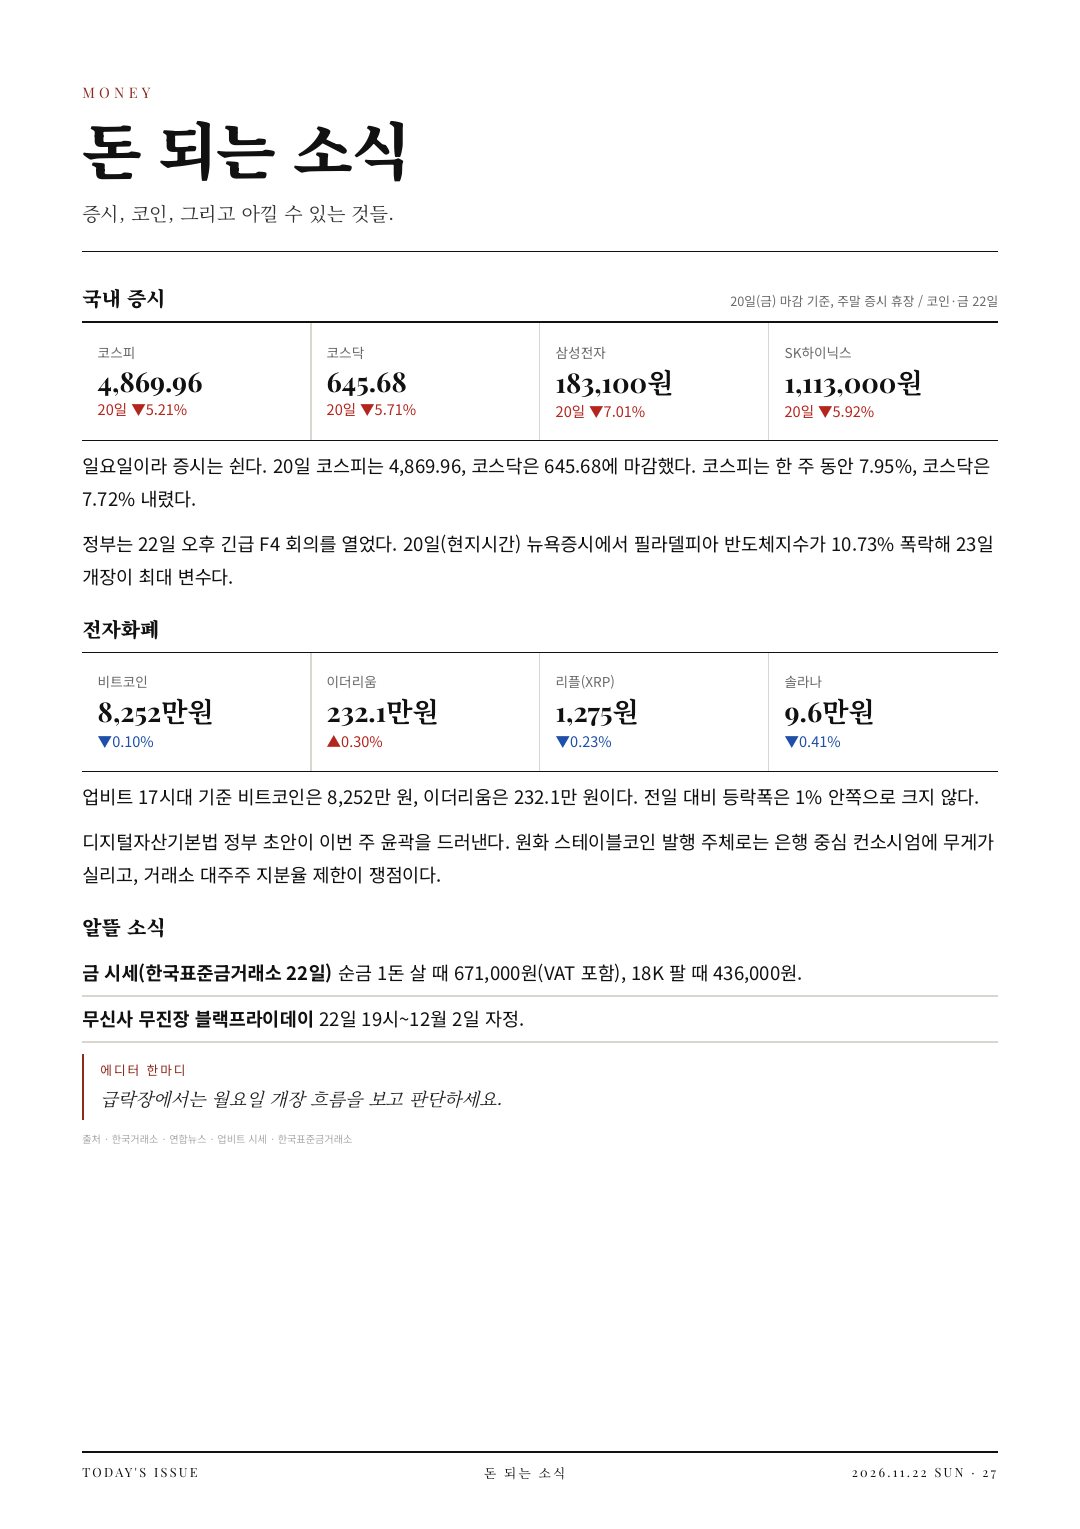 MONEY
돈 되는 소식
증시, 코인, 그리고 아낄 수 있는 것들.
국내 증시
20일(금) 마감 기준, 주말 증시 휴장 / 코인·금 22일
코스피
4,869.96
20일 ▼5.21%
코스닥
645.68
20일 ▼5.71%
삼성전자
183,100원
20일 ▼7.01%
SK하이닉스
1,113,000원
20일 ▼5.92%
일요일이라 증시는 쉰다. 20일 코스피는 4,869.96, 코스닥은 645.68에 마감했다. 코스피는 한 주 동안 7.95%, 코스닥은
7.72% 내렸다.
정부는 22일 오후 긴급 F4 회의를 열었다. 20일(현지시간) 뉴욕증시에서 필라델피아 반도체지수가 10.73% 폭락해 23일
개장이 최대 변수다.
전자화폐
비트코인
8,252만원
▼0.10%
이더리움
232.1만원
▲0.30%
리플(XRP)
1,275원
▼0.23%
솔라나
9.6만원
▼0.41%
업비트 17시대 기준 비트코인은 8,252만 원, 이더리움은 232.1만 원이다. 전일 대비 등락폭은 1% 안쪽으로 크지 않다.
디지털자산기본법 정부 초안이 이번 주 윤곽을 드러낸다. 원화 스테이블코인 발행 주체로는 은행 중심 컨소시엄에 무게가
실리고, 거래소 대주주 지분율 제한이 쟁점이다.
알뜰 소식
금 시세(한국표준금거래소 22일) 순금 1돈 살 때 671,000원(VAT 포함), 18K 팔 때 436,000원.
무신사 무진장 블랙프라이데이 22일 19시~12월 2일 자정.
에디터 한마디
급락장에서는 월요일 개장 흐름을 보고 판단하세요.
출처 · 한국거래소 · 연합뉴스 · 업비트 시세 · 한국표준금거래소
TODAY'S ISSUE
돈 되는 소식
2026.11.22 SUN · 27